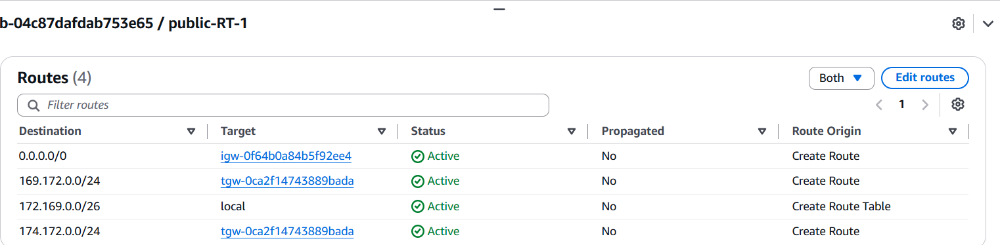 b-04c87dafdab753e65 / public-RT-1
Routes (4)
Both
Edit routes
Filter routes
1
Destination Target Status Propagated Route Origin
0.0.0.0/0 igw-0f64b0a84b5f92ee4 Active No Create Route
169.172.0.0/24 tgw-0ca2f14743889bada Active No Create Route
172.169.0.0/26 local Active No Create Route Table
174.172.0.0/24 tgw-0ca2f14743889bada Active No Create Route